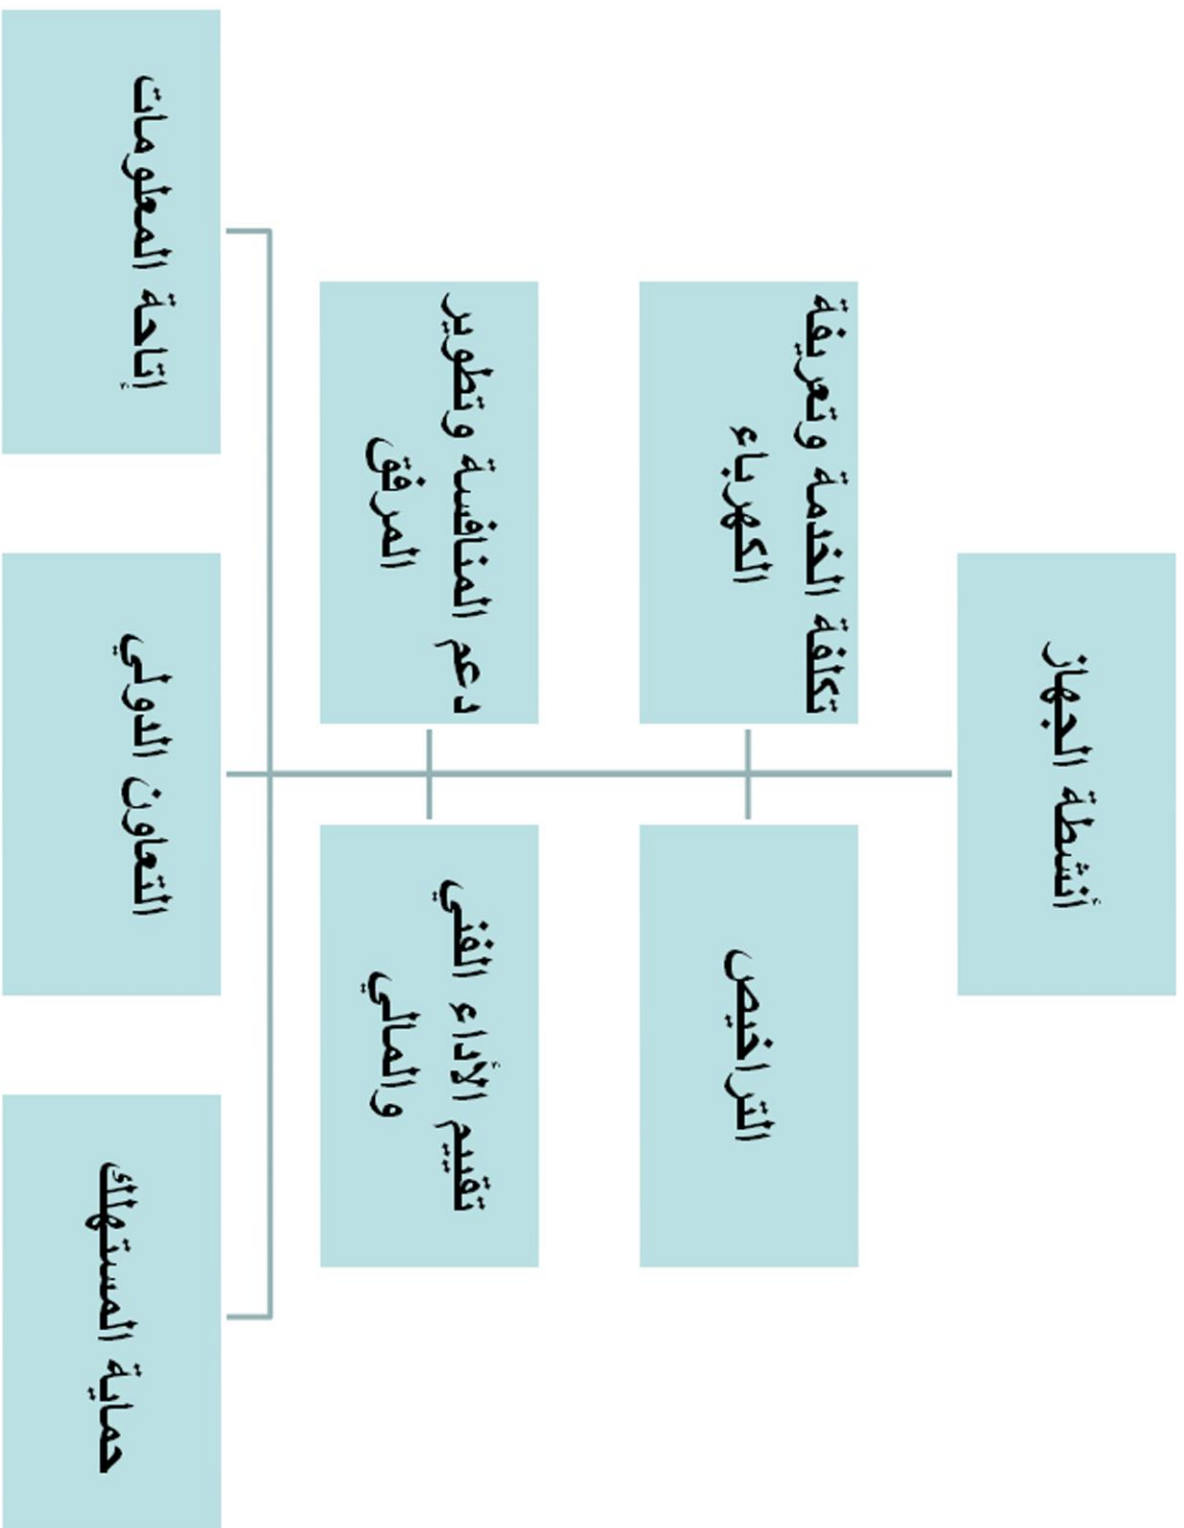 أنشطة الجهاز
التراخيص
تكلفة الخدمة وتعريفة
الكهرباء
تقييم الأداء الفني
والمالي
دعم المنافسة وتطوير
المرفق
حماية المستهلك
التعاون الدولي
إتاحة المعلومات